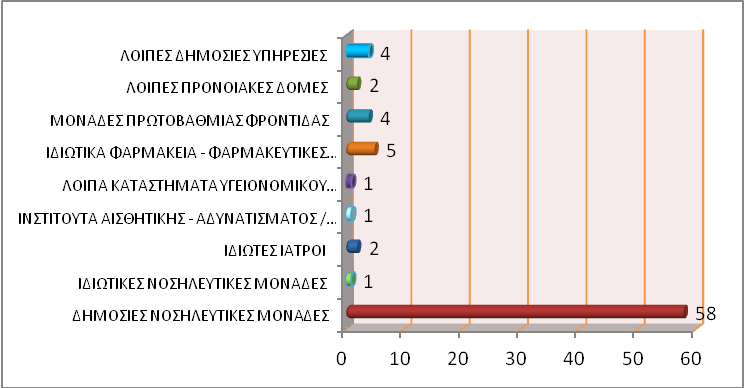 ΛΟΙΠΕΣ ΔΗΜΟΣΙΕΣ ΥΠΗΡΕΣΙΕΣ 4
ΛΟΙΠΕΣ ΠΡΟΝΟΙΑΚΕΣ ΔΟΜΕΣ 2
ΜΟΝΑΔΕΣ ΠΡΩΤΟΒΑΘΜΙΑΣ ΦΡΟΝΤΙΔΑΣ 4
ΙΔΙΩΤΙΚΑ ΦΑΡΜΑΚΕΙΑ - ΦΑΡΜΑΚΕΥΤΙΚΕΣ... 5
ΛΟΙΠΑ ΚΑΤΑΣΤΗΜΑΤΑ ΥΓΕΙΟΝΟΜΙΚΟΥ... 1
ΙΝΣΤΙΤΟΥΤΑ ΑΙΣΘΗΤΙΚΗΣ - ΑΔΥΝΑΤΙΣΜΑΤΟΣ /... 1
ΙΔΙΩΤΕΣ ΙΑΤΡΟΙ 2
ΙΔΙΩΤΙΚΕΣ ΝΟΣΗΛΕΥΤΙΚΕΣ ΜΟΝΑΔΕΣ 1
ΔΗΜΟΣΙΕΣ ΝΟΣΗΛΕΥΤΙΚΕΣ ΜΟΝΑΔΕΣ 58
0 10 20 30 40 50 60